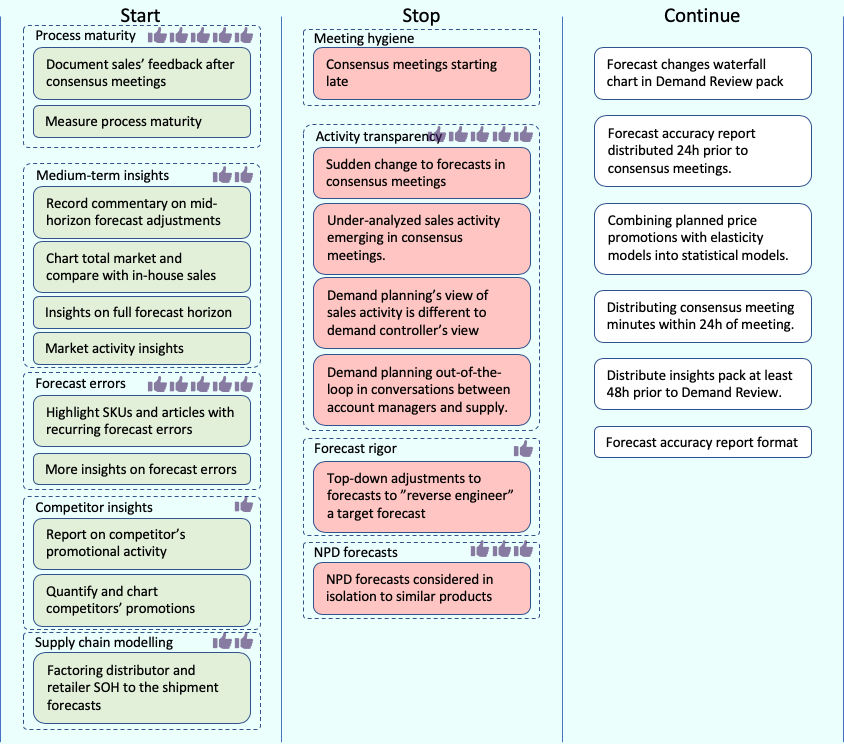 Start
Process maturity
Document sales’ feedback after
consensus meetings
Measure process maturity
Medium-term insights
Record commentary on mid-
horizon forecast adjustments
Chart total market and
compare with in-house sales
Insights on full forecast horizon
Market activity insights
Forecast errors
Highlight SKUs and articles with
recurring forecast errors
More insights on forecast errors
Competitor insights
Report on competitor’s
promotional activity
Quantify and chart
competitors’ promotions
Supply chain modelling
Factoring distributor and
retailer SOH to the shipment
forecasts
Stop
Meeting hygiene
Consensus meetings starting
late
Activity transparency
Sudden change to forecasts in
consensus meetings
Under-analyzed sales activity
emerging in consensus
meetings.
Demand planning’s view of
sales activity is different to
demand controller’s view
Demand planning out-of-the-
loop in conversations between
account managers and supply.
Forecast rigor
Top-down adjustments to
forecasts to ”reverse engineer”
a target forecast
NPD forecasts
NPD forecasts considered in
isolation to similar products
Continue
Forecast changes waterfall
chart in Demand Review pack
Forecast accuracy report
distributed 24h prior to
consensus meetings.
Combining planned price
promotions with elasticity
models into statistical models.
Distributing consensus meeting
minutes within 24h of meeting.
Distribute insights pack at least
48h prior to Demand Review.
Forecast accuracy report format